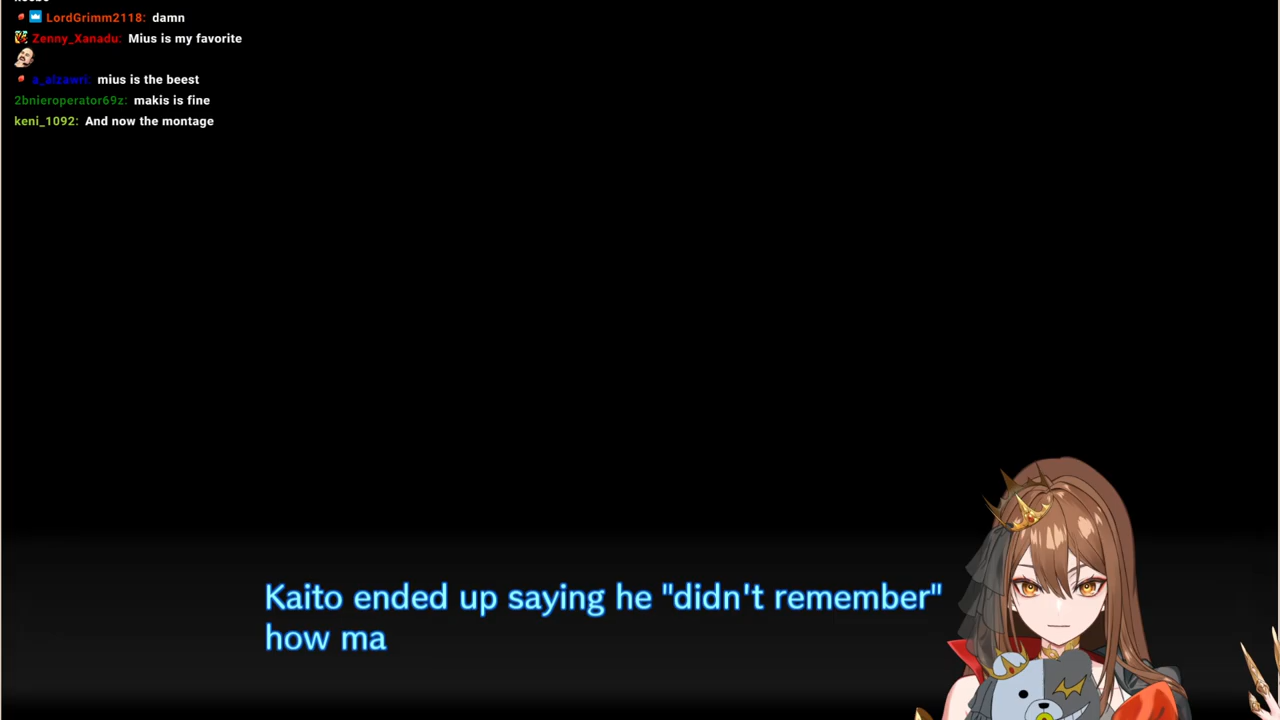 LordGrimm2118: damn
Zenny_Xanadu: Mius is my favorite
a_alzawri: mius is the beest
2bnieroperator69z: makis is fine
keni_1092: And now the montage
Kaito ended up saying he "didn't remember"
how ma